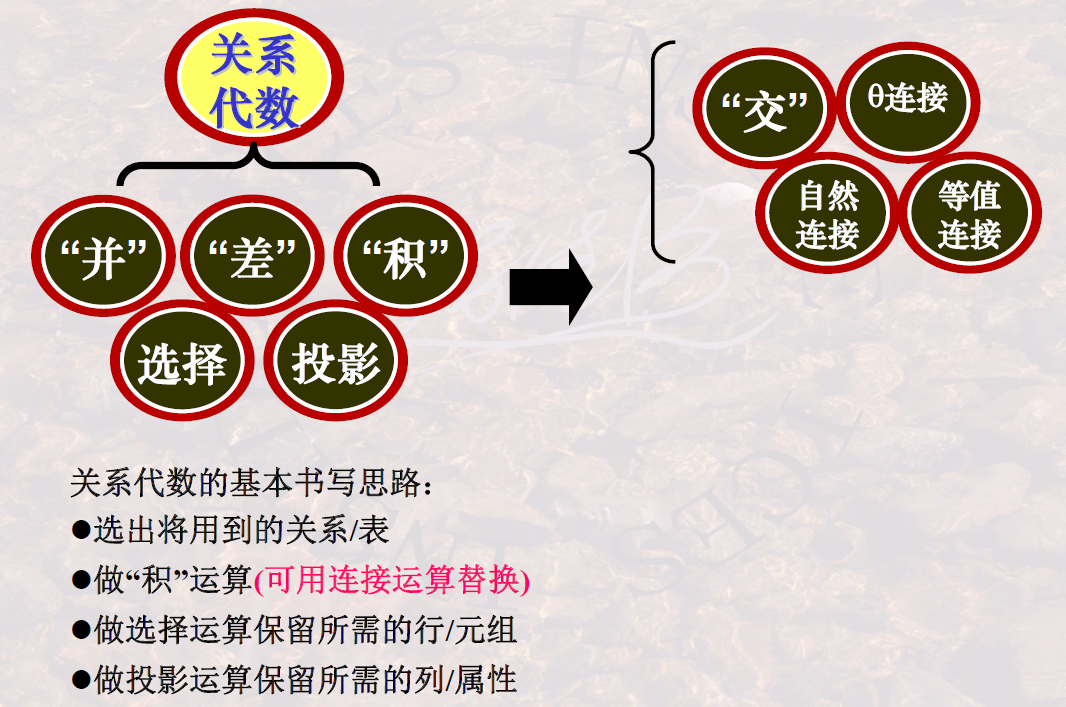 关系
代数
“并”
“差”
“积”
选择
投影
“交”
θ连接
自然
连接
等值
连接
关系代数的基本书写思路：
●选出将用到的关系/表
●做“积”运算(可用连接运算替换)
●做选择运算保留所需的行/元组
●做投影运算保留所需的列/属性